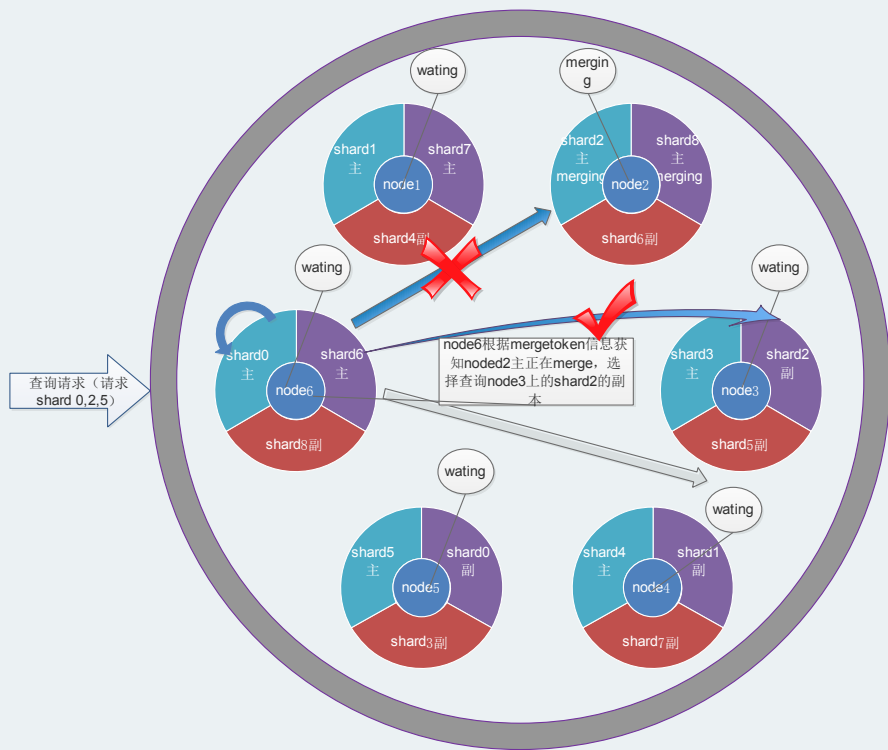 wating
shard1
主
shard7
主
node1
shard4副
mergin
g
shard2
主
merging
shard8
主
merging
node2
shard6副
wating
shard0
主
shard6
主
node6
shard8副
wating
shard3
主
shard2
副
node3
shard5副
node6根据mergetoken信息获
知noded2主正在merge，选
择查询node3上的shard2的副
本
查询请求（请求
shard 0,2,5）
wating
shard5
主
shard0
副
node5
shard3副
wating
shard4
主
shard1
副
node4
shard7副